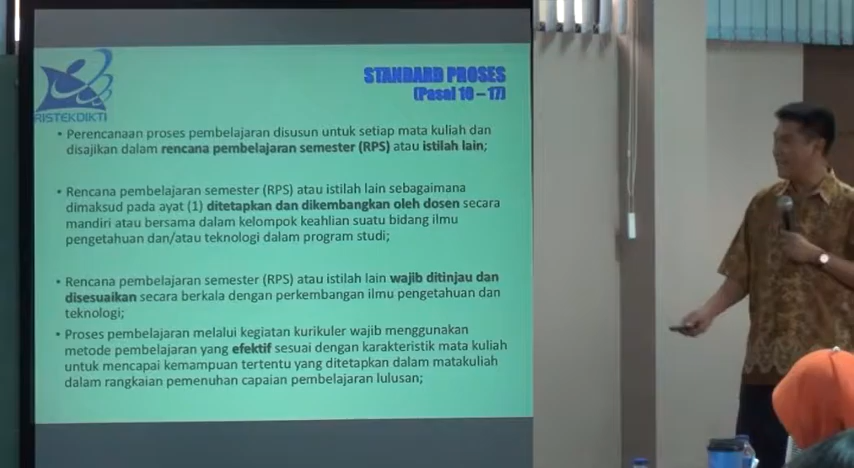 RISTEKDIKTI
STANDARD PROSES
(Pasal 10 – 17)
• Perencanaan proses pembelajaran disusun untuk setiap mata kuliah dan
disajikan dalam rencana pembelajaran semester (RPS) atau istilah lain;
• Rencana pembelajaran semester (RPS) atau istilah lain sebagaimana
dimaksud pada ayat (1) ditetapkan dan dikembangkan oleh dosen secara
mandiri atau bersama dalam kelompok keahlian suatu bidang ilmu
pengetahuan dan/atau teknologi dalam program studi;
• Rencana pembelajaran semester (RPS) atau istilah lain wajib ditinjau dan
disesuaikan secara berkala dengan perkembangan ilmu pengetahuan dan
teknologi;
• Proses pembelajaran melalui kegiatan kurikuler wajib menggunakan
metode pembelajaran yang efektif sesuai dengan karakteristik mata kuliah
untuk mencapai kemampuan tertentu yang ditetapkan dalam matakuliah
dalam rangkaian pemenuhan capaian pembelajaran lulusan;